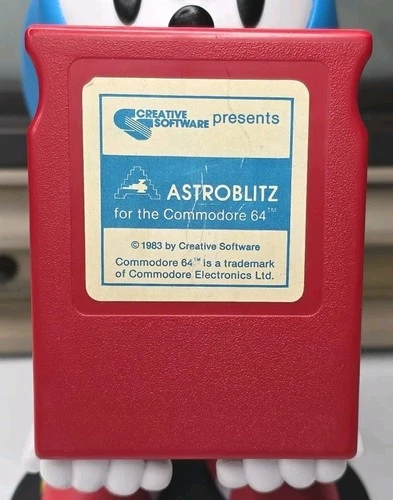 CREATIVE
SOFTWARE presents
ASTROBLITZ
for the Commodore 64™
© 1983 by Creative Software
Commodore 64™ is a trademark
of Commodore Electronics Ltd.